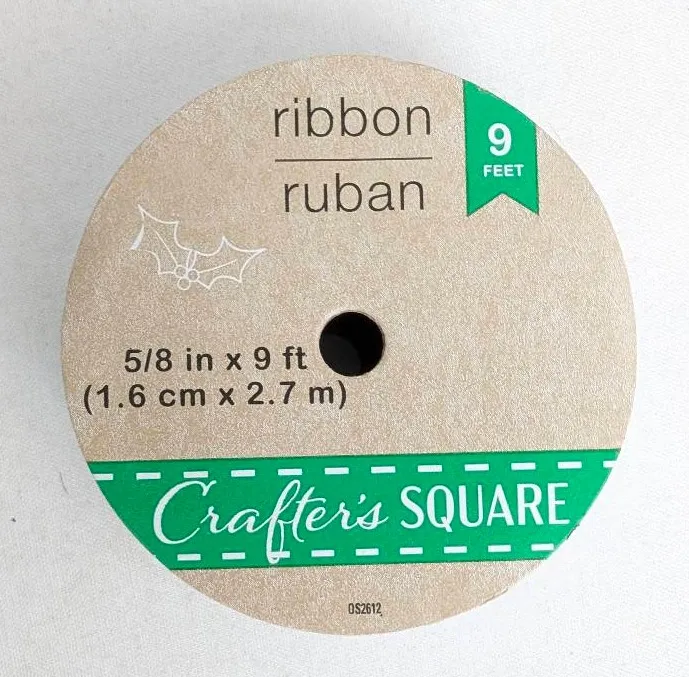 ribbon
ruban
9
FEET
5/8 in x 9 ft
(1.6 cm x 2.7 m)
Crafter's SQUARE
OS2612